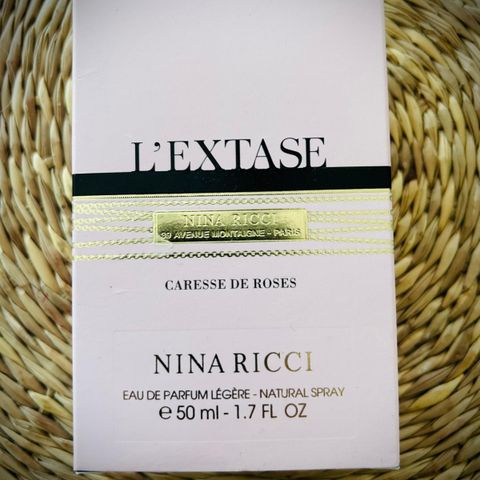 L'EXTASE
NINA RICCI
39 AVENUE MONTAIGNE - PARIS
CARESSE DE ROSES
NINA RICCI
EAU DE PARFUM LÉGÈRE - NATURAL SPRAY
e 50 ml - 1.7 FL OZ